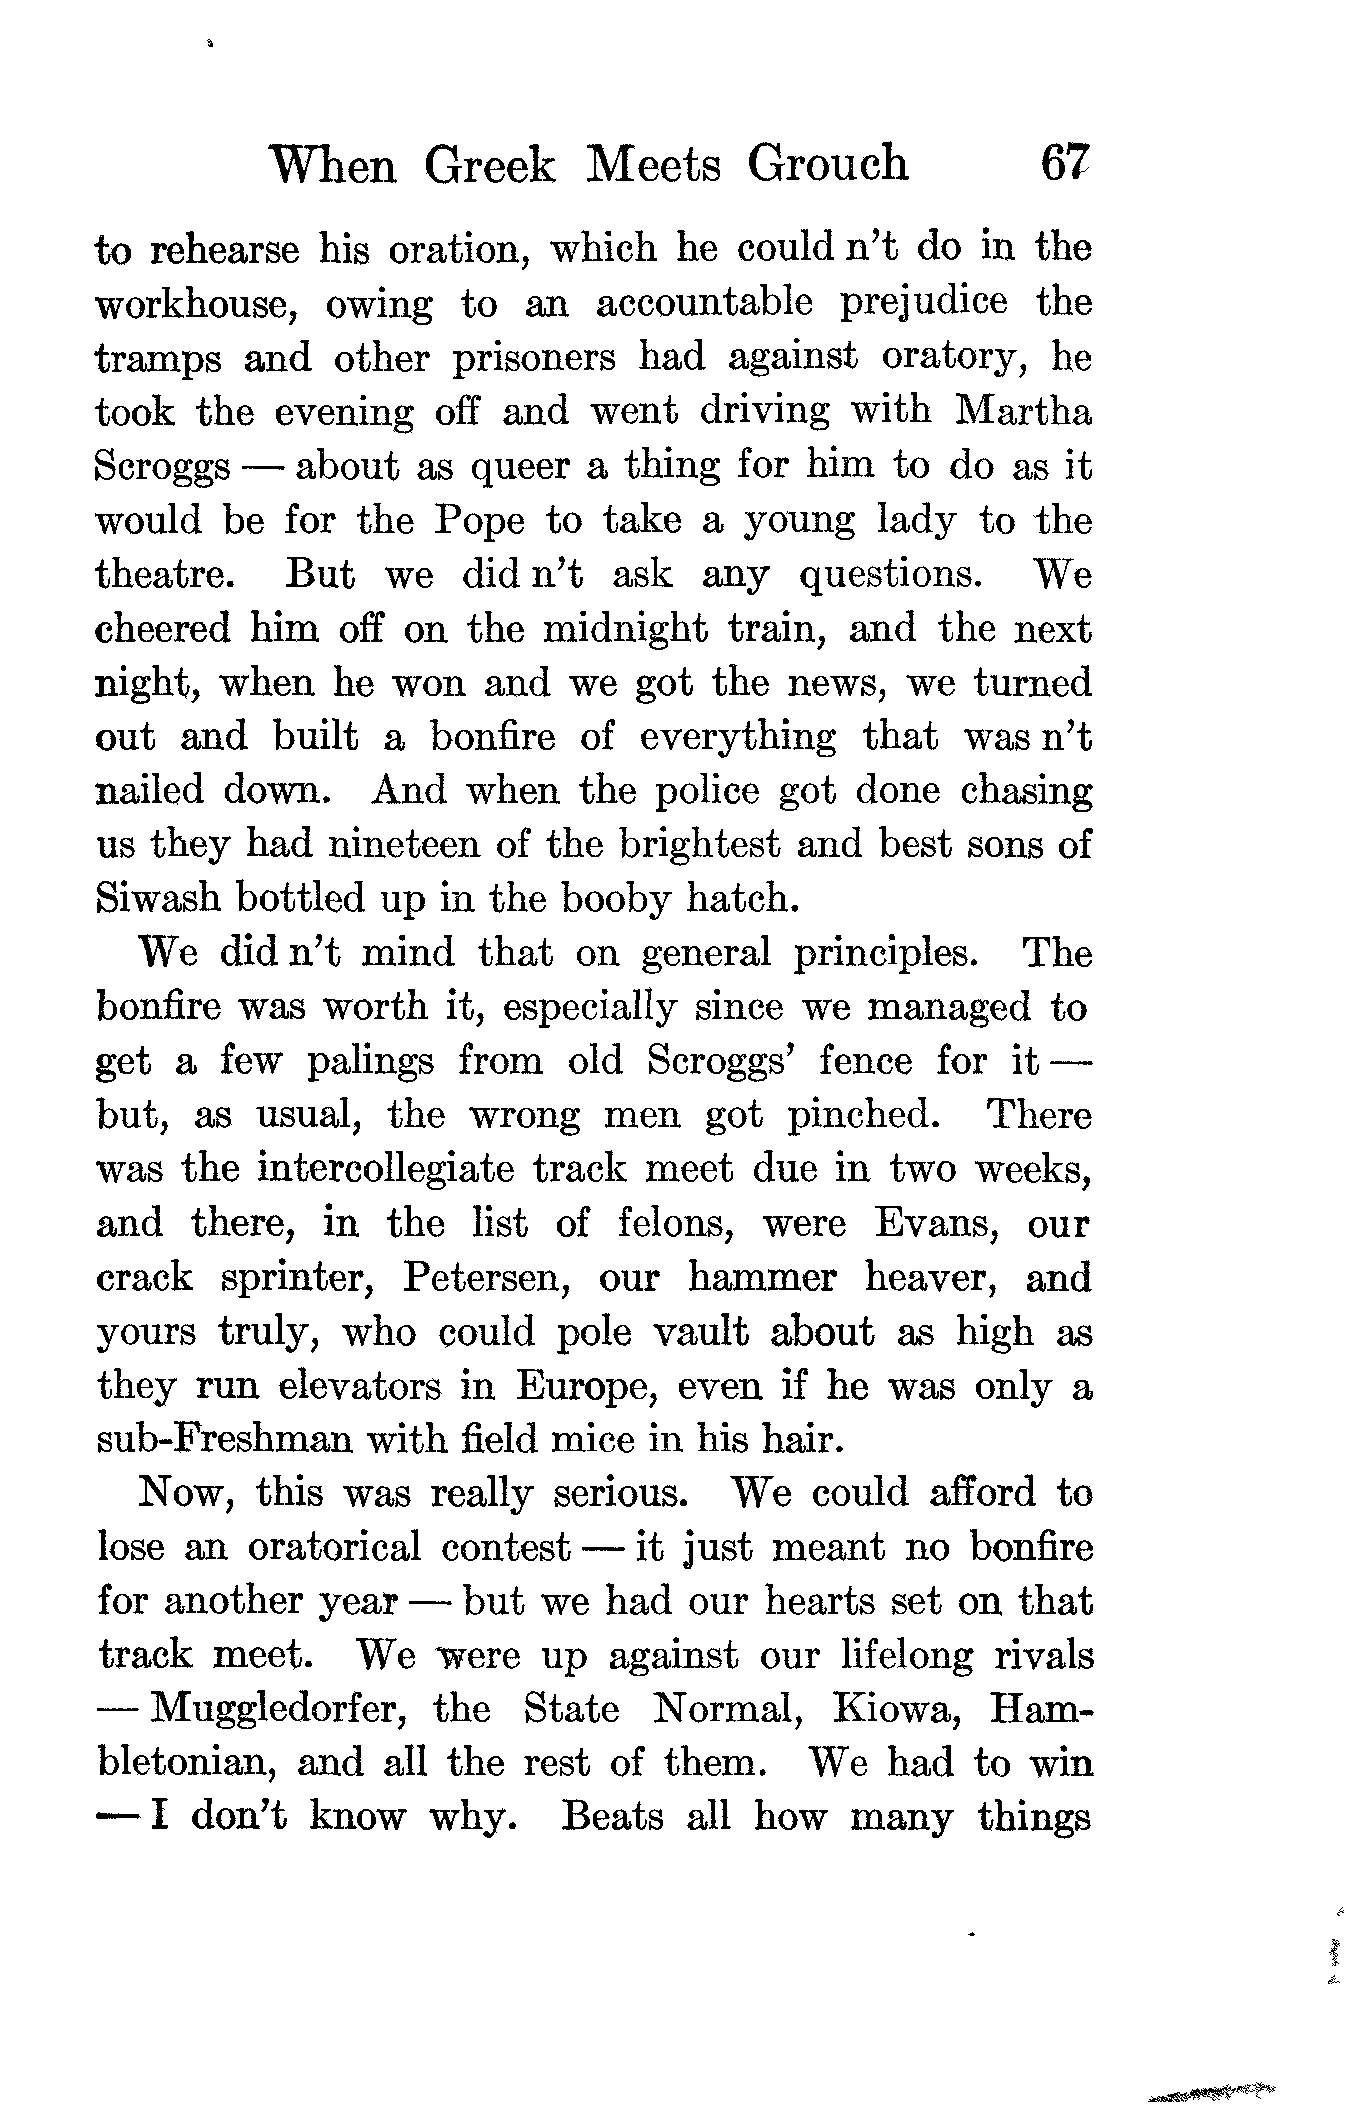 When Greek Meets Grouch 67
to rehearse his oration, which he could n't do in the
workhouse, owing to an accountable prejudice the
tramps and other prisoners had against oratory, he
took the evening off and went driving with Martha
Scroggs — about as queer a thing for him to do as it
would be for the Pope to take a young lady to the
theatre. But we did n't ask any questions. We
cheered him off on the midnight train, and the next
night, when he won and we got the news, we turned
out and built a bonfire of everything that was n't
nailed down. And when the police got done chasing
us they had nineteen of the brightest and best sons of
Siwash bottled up in the booby hatch.
We did n't mind that on general principles. The
bonfire was worth it, especially since we managed to
get a few palings from old Scroggs' fence for it —
but, as usual, the wrong men got pinched. There
was the intercollegiate track meet due in two weeks,
and there, in the list of felons, were Evans, our
crack sprinter, Petersen, our hammer heaver, and
yours truly, who could pole vault about as high as
they run elevators in Europe, even if he was only a
sub-Freshman with field mice in his hair.
Now, this was really serious. We could afford to
lose an oratorical contest — it just meant no bonfire
for another year — but we had our hearts set on that
track meet. We were up against our lifelong rivals
— Muggledorfer, the State Normal, Kiowa, Ham-
bletonian, and all the rest of them. We had to win
— I don't know why. Beats all how many things